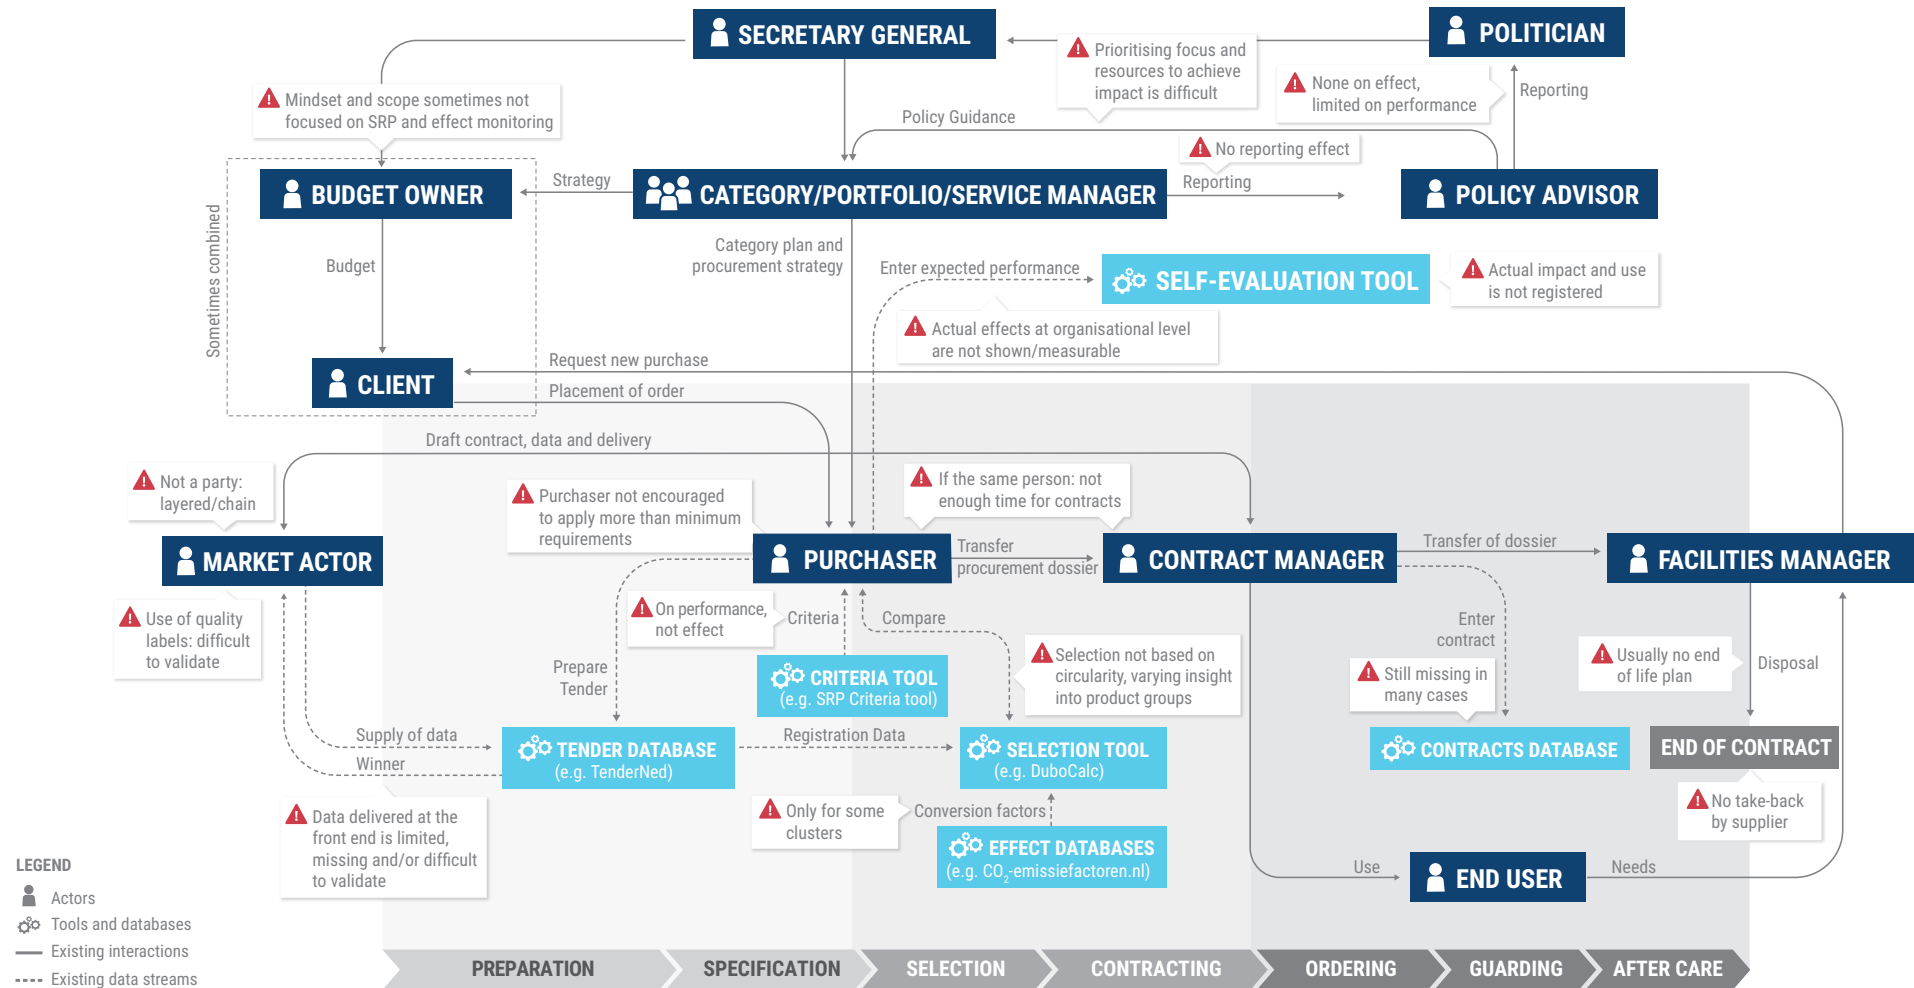 SECRETARY GENERAL
POLITICIAN
Prioritising focus and
resources to achieve
impact is difficult
None on effect,
limited on performance
Reporting
Mindset and scope sometimes not
focused on SRP and effect monitoring
Policy Guidance
No reporting effect
Sometimes combined
BUDGET OWNER
Strategy
CATEGORY/PORTFOLIO/SERVICE MANAGER
Reporting
POLICY ADVISOR
Budget
Category plan and
procurement strategy
Enter expected performance
SELF-EVALUATION TOOL
Actual impact and use
is not registered
Actual effects at organisational level
are not shown/measurable
CLIENT
Request new purchase
Placement of order
Draft contract, data and delivery
Not a party:
layered/chain
Purchaser not encouraged
to apply more than minimum
requirements
If the same person: not
enough time for contracts
MARKET ACTOR
PURCHASER
Transfer
procurement dossier
CONTRACT MANAGER
Transfer of dossier
FACILITIES MANAGER
Use of quality
labels: difficult
to validate
On performance,
not effect
Criteria
Compare
Enter
contract
Prepare
Tender
CRITERIA TOOL
(e.g. SRP Criteria tool)
Selection not based on
circularity, varying insight
into product groups
Still missing in
many cases
Usually no end
of life plan
Disposal
Supply of data
Winner
TENDER DATABASE
(e.g. TenderNed)
Registration Data
SELECTION TOOL
(e.g. DuboCalc)
CONTRACTS DATABASE
END OF CONTRACT
Data delivered at the
front end is limited,
missing and/or difficult
to validate
Only for some
clusters
Conversion factors
EFFECT DATABASES
(e.g. CO2-emissiefactoren.nl)
No take-back
by supplier
Use
END USER
Needs
LEGEND
Actors
Tools and databases
Existing interactions
Existing data streams
PREPARATION
SPECIFICATION
SELECTION
CONTRACTING
ORDERING
GUARDING
AFTER CARE